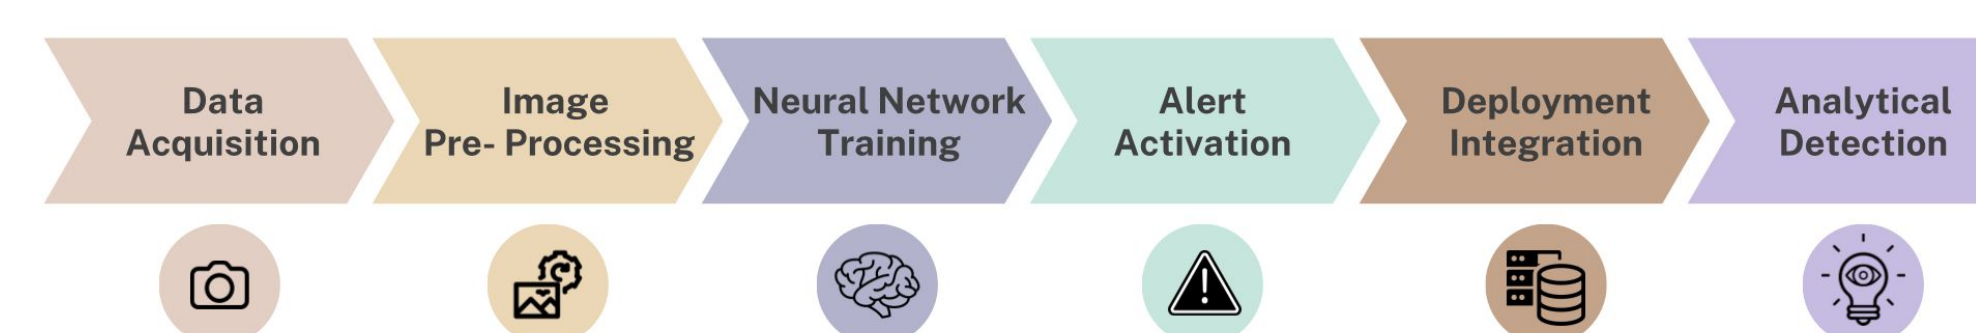 Data
Acquisition
Image
Pre- Processing
Neural Network
Training
Alert
Activation
Deployment
Integration
Analytical
Detection